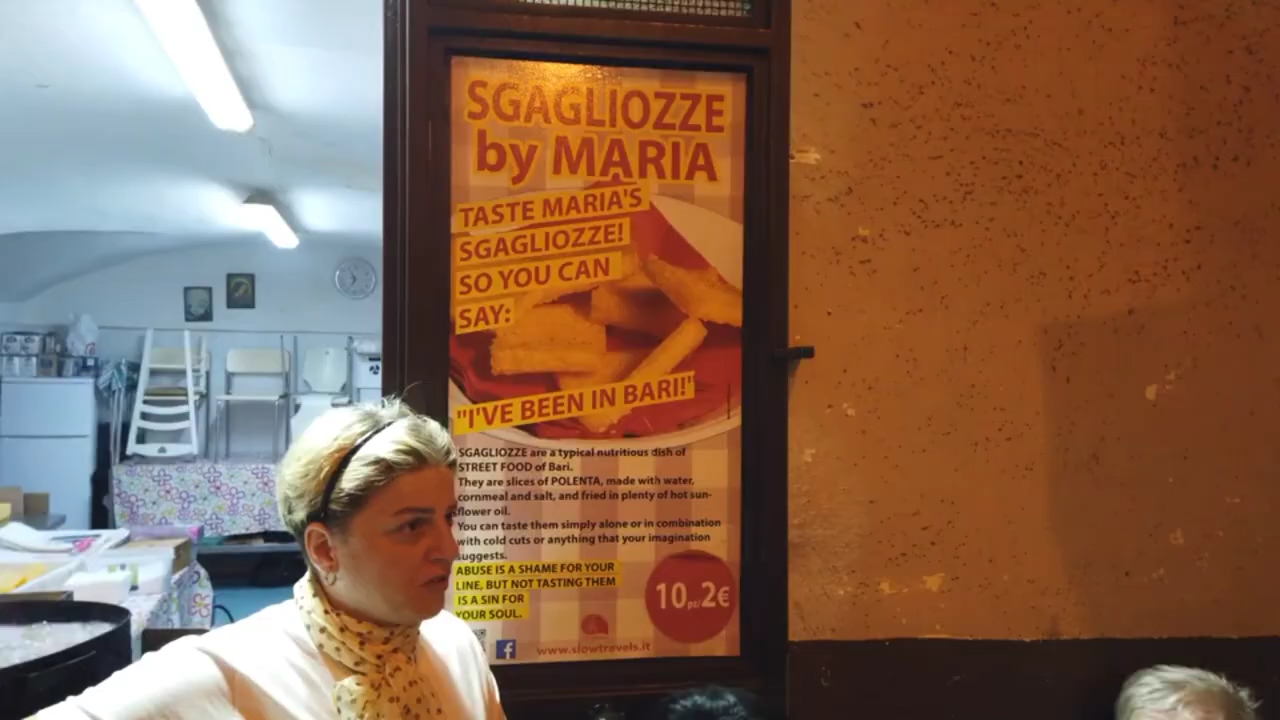 SGAGLIOZZE
by MARIA
TASTE MARIA'S
SGAGLIOZZE!
SO YOU CAN
SAY:
"I'VE BEEN IN BARI!"
SGAGLIOZZE are a typical nutritious dish of
STREET FOOD of Bari.
They are slices of POLENTA, made with water,
cornmeal and salt, and fried in plenty of hot sun-
flower oil.
You can taste them simply alone or in combination
with cold cuts or anything that your imagination
suggests.
ABUSE IS A SHAME FOR YOUR
LINE, BUT NOT TASTING THEM
IS A SIN FOR
YOUR SOUL.
10 pz/ 2€
f www.slowtravels.it